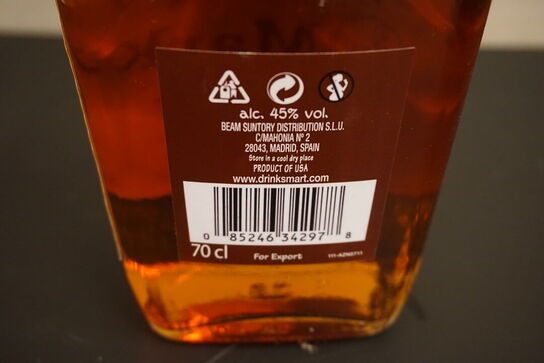 alc. 45% vol.
BEAM SUNTORY DISTRIBUTION S.L.U.
C/MAHONIA Nº 2
28043, MADRID, SPAIN
Store in a cool dry place
PRODUCT OF USA
www.drinksmart.com
0 85246 34297 8
70 cl
For Export